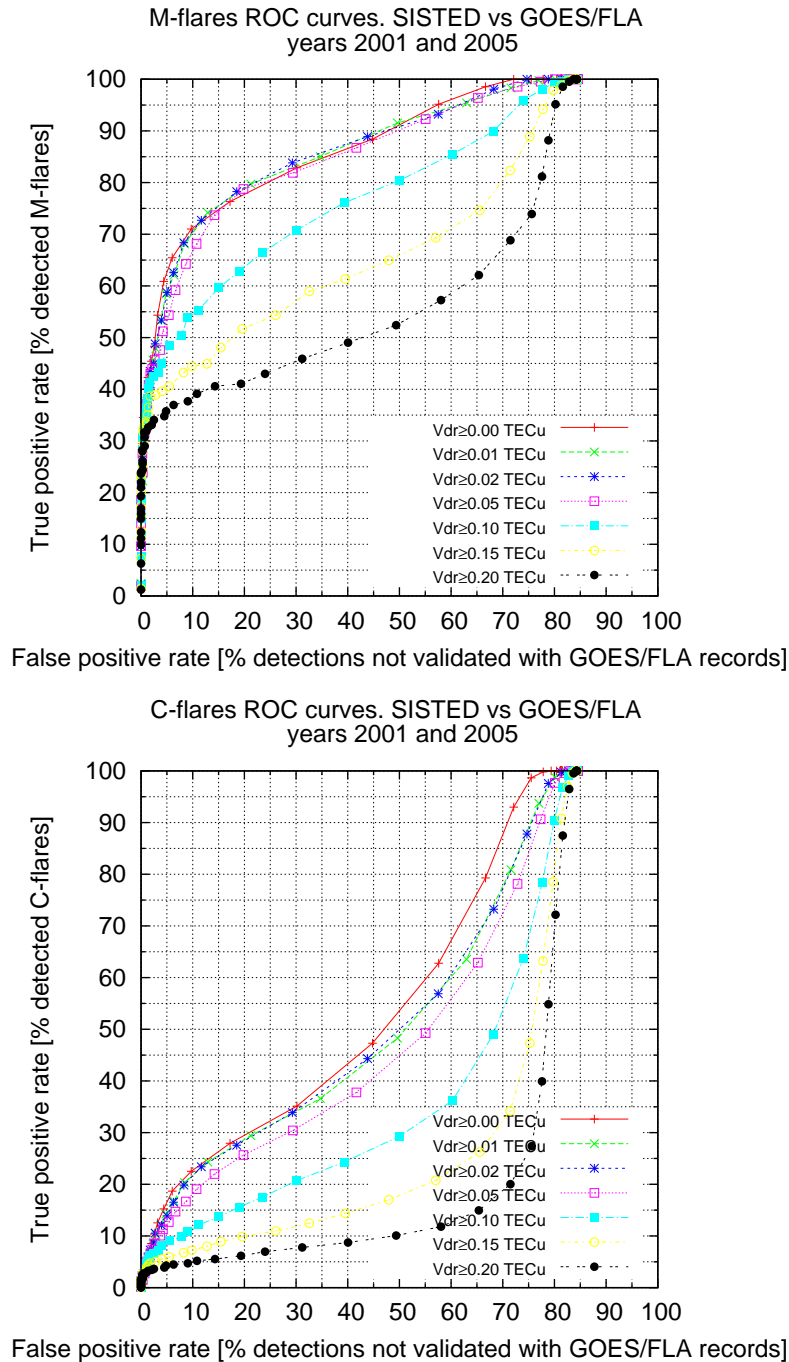 M-flares ROC curves. SISTED vs GOES/FLA
years 2001 and 2005
100
90
80
70
60
50
40
30
20
10
0
True positive rate [% detected M-flares]
Vdr≥0.00 TECu
Vdr≥0.01 TECu
Vdr≥0.02 TECu
Vdr≥0.05 TECu
Vdr≥0.10 TECu
Vdr≥0.15 TECu
Vdr≥0.20 TECu
0 10 20 30 40 50 60 70 80 90 100
False positive rate [% detections not validated with GOES/FLA records]
C-flares ROC curves. SISTED vs GOES/FLA
years 2001 and 2005
100
90
80
70
60
50
40
30
20
10
0
True positive rate [% detected C-flares]
Vdr≥0.00 TECu
Vdr≥0.01 TECu
Vdr≥0.02 TECu
Vdr≥0.05 TECu
Vdr≥0.10 TECu
Vdr≥0.15 TECu
Vdr≥0.20 TECu
0 10 20 30 40 50 60 70 80 90 100
False positive rate [% detections not validated with GOES/FLA records]